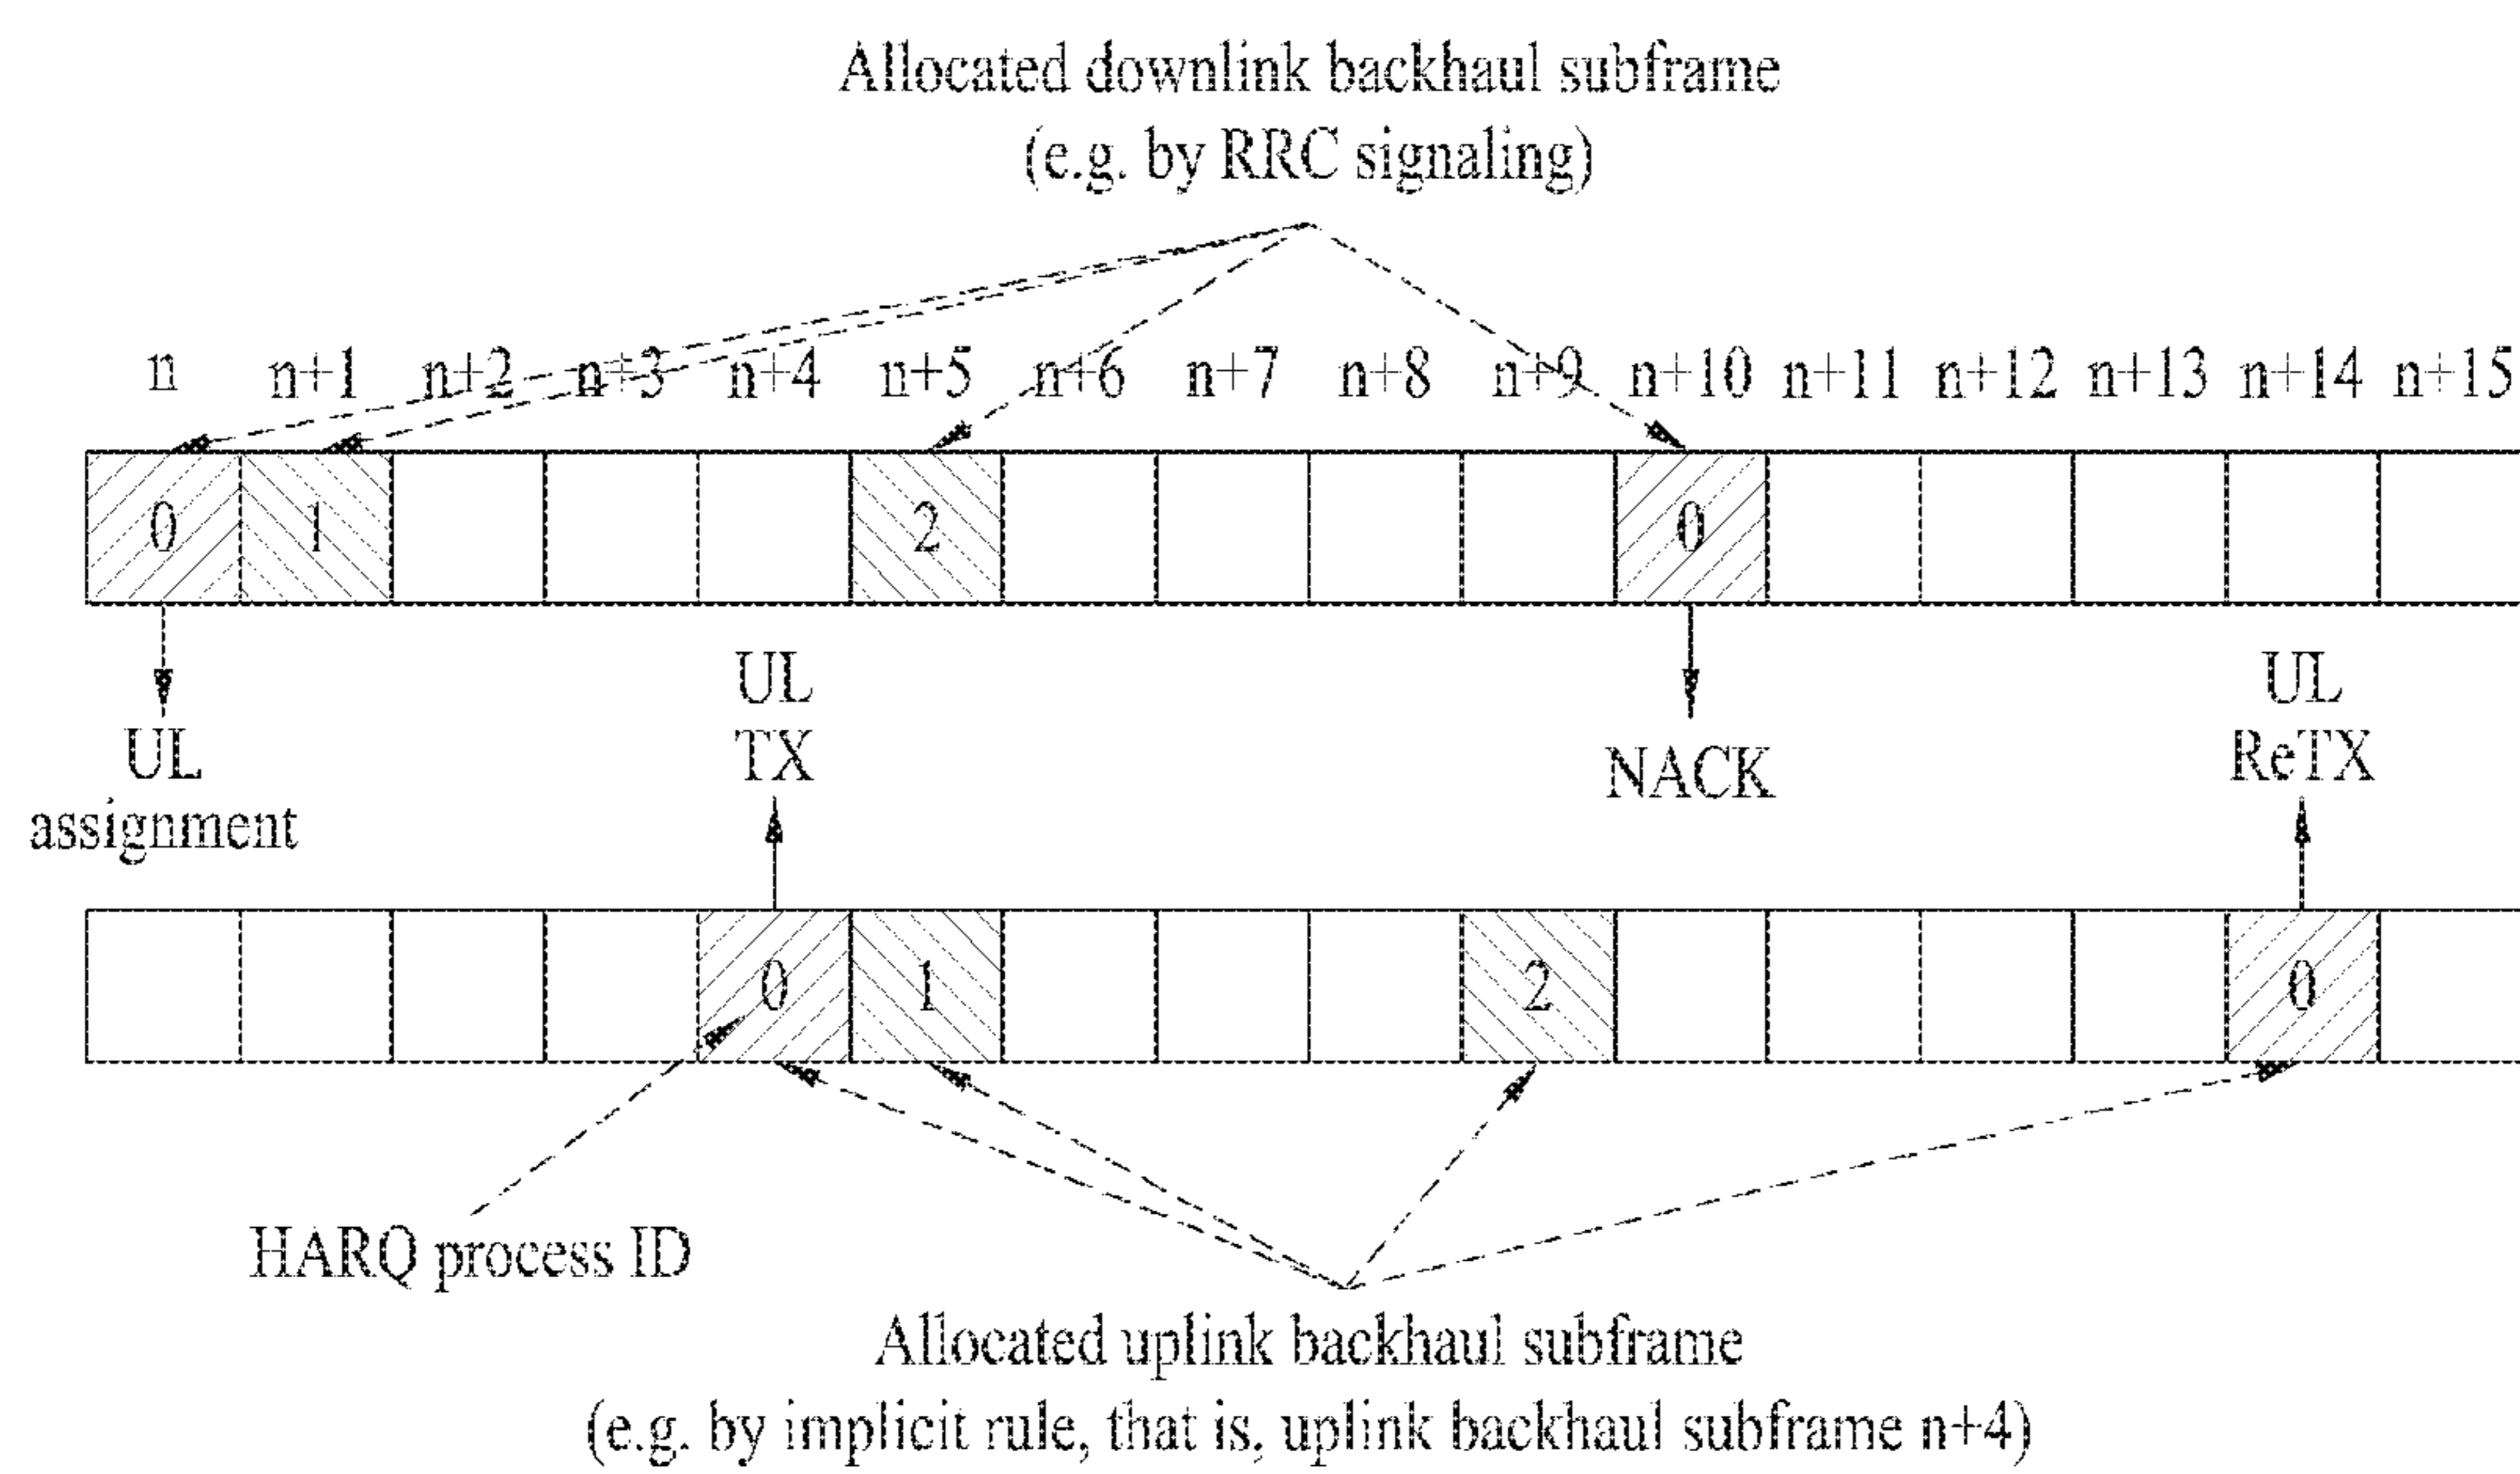 Allocated downlink backhaul subframe
(e.g. by RRC signaling)
n n+1 n+2 n+3 n+4 n+5 n+6 n+7 n+8 n+9 n+10 n+11 n+12 n+13 n+14 n+15
0 1 2 0
UL
assignment
UL
TX
NACK
UL
ReTX
0 1 2 0
HARQ process ID
Allocated uplink backhaul subframe
(e.g. by implicit rule, that is, uplink backhaul subframe n+4)